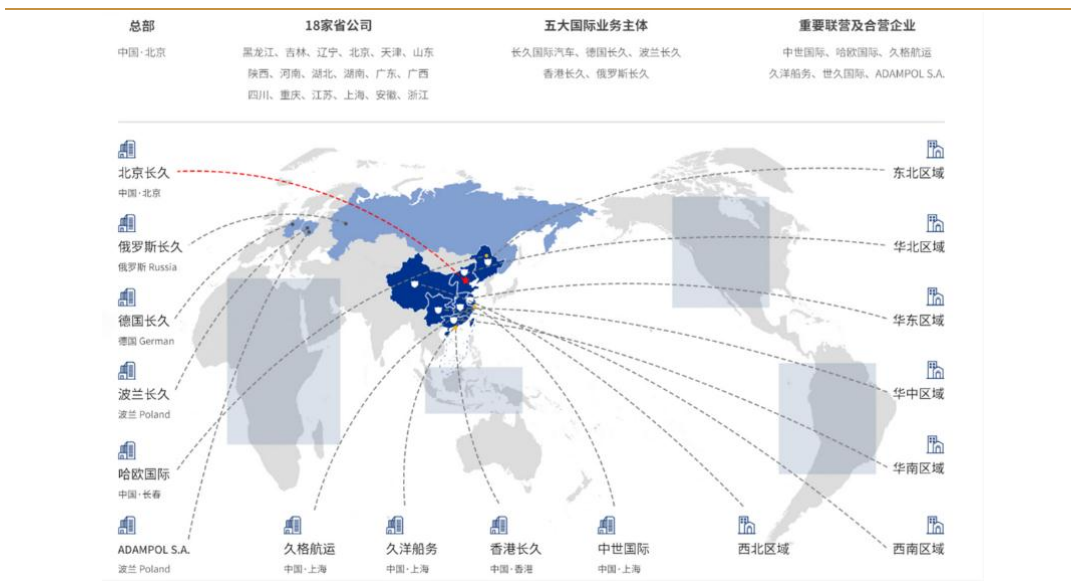 总部
中国·北京
18家省公司
黑龙江、吉林、辽宁、北京、天津、山东
陕西、河南、湖北、湖南、广东、广西
四川、重庆、江苏、上海、安徽、浙江
五大国际业务主体
长久国际汽车、德国长久、波兰长久
香港长久、俄罗斯长久
重要联营及合营企业
中世国际、哈欧国际、久格航运
久洋船务、世久国际、ADAMPOL S.A.
北京长久
中国·北京
俄罗斯长久
俄罗斯 Russia
德国长久
德国 German
波兰长久
波兰 Poland
哈欧国际
中国·长春
ADAMPOL S.A.
波兰 Poland
久格航运
中国·上海
久洋船务
中国·上海
香港长久
中国·香港
中世国际
中国·上海
西北区域
东北区域
华北区域
华东区域
华中区域
华南区域
西南区域